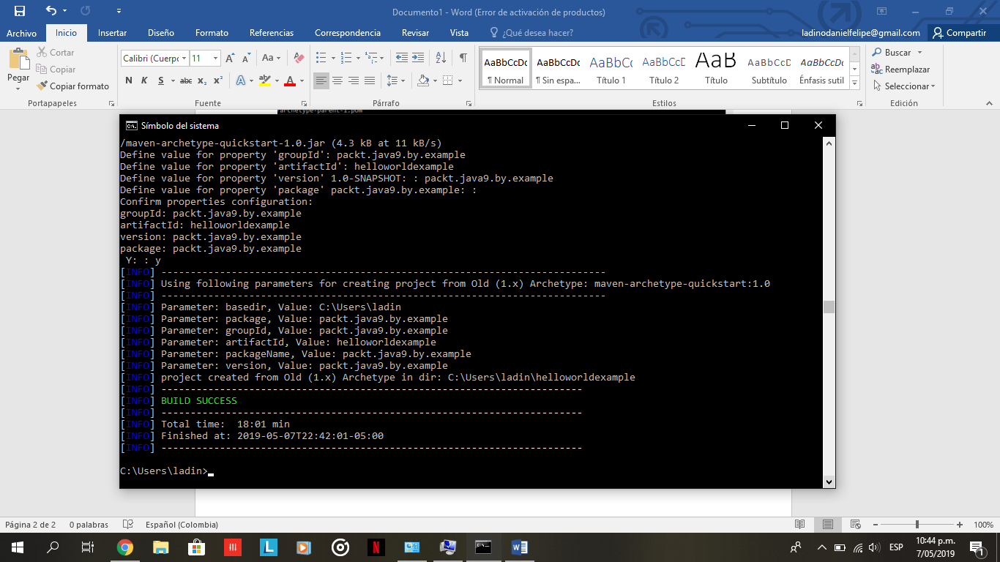 Documento1 - Word (Error de activación de productos)
Archivo Inicio Insertar Diseño Formato Referencias Correspondencia Revisar Vista ¿Qué desea hacer? ladinodanielfelipe@gmail.com Compartir
Pegar
Cortar
Copiar
Copiar formato
Portapapeles
Calibri (Cuerpo 11 Aa
N K S abc x₂ x² A A
Fuente
Párrafo
AaBbCcDc AaBbCcDc AaBbCc AaBbCcD AaB AaBbCcD AaBbCcDc
¶ Normal ¶ Sin espa... Título 1 Título 2 Título Subtítulo Énfasis sutil
Estilos
Buscar
Reemplazar
Seleccionar
Edición
archetype-parent-1.pom
Símbolo del sistema
/maven-archetype-quickstart-1.0.jar (4.3 kB at 11 kB/s)
Define value for property 'groupId': packt.java9.by.example
Define value for property 'artifactId': helloworldexample
Define value for property 'version' 1.0-SNAPSHOT: : packt.java9.by.example
Define value for property 'package' packt.java9.by.example: :
Confirm properties configuration:
groupId: packt.java9.by.example
artifactId: helloworldexample
version: packt.java9.by.example
package: packt.java9.by.example
Y: : y
[INFO] ----------------------------------------------------------------------------
[INFO] Using following parameters for creating project from Old (1.x) Archetype: maven-archetype-quickstart:1.0
[INFO] ----------------------------------------------------------------------------
[INFO] Parameter: basedir, Value: C:\Users\ladin
[INFO] Parameter: package, Value: packt.java9.by.example
[INFO] Parameter: groupId, Value: packt.java9.by.example
[INFO] Parameter: artifactId, Value: helloworldexample
[INFO] Parameter: packageName, Value: packt.java9.by.example
[INFO] Parameter: version, Value: packt.java9.by.example
[INFO] project created from Old (1.x) Archetype in dir: C:\Users\ladin\helloworldexample
[INFO] ------------------------------------------------------------------------
[INFO] BUILD SUCCESS
[INFO] ------------------------------------------------------------------------
[INFO] Total time:  18:01 min
[INFO] Finished at: 2019-05-07T22:42:01-05:00
[INFO] ------------------------------------------------------------------------
C:\Users\ladin>
Página 2 de 2 0 palabras Español (Colombia) 100%
ESP 10:44 p.m.
7/05/2019 1